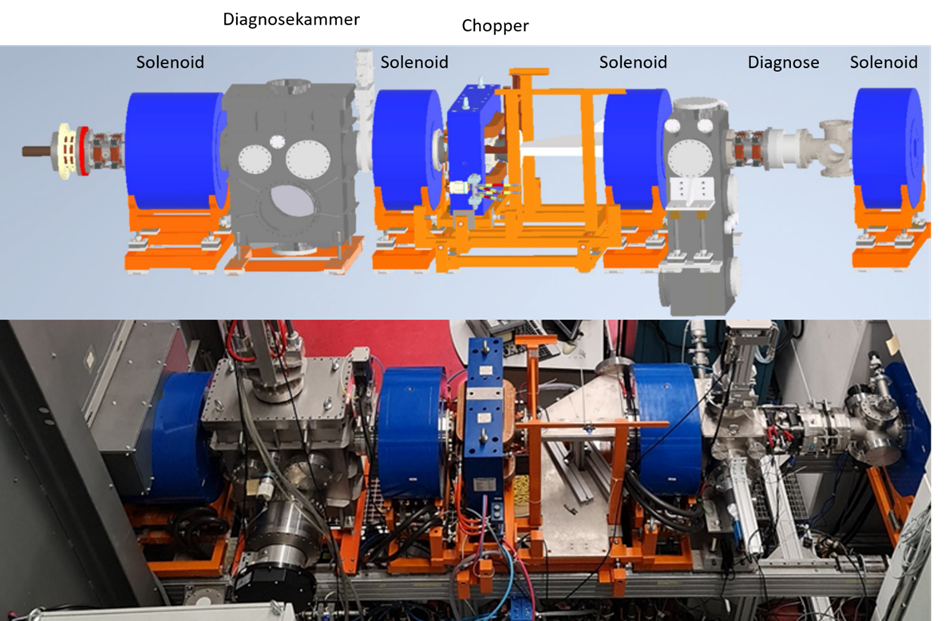 Diagnosekammer
Chopper
Solenoid
Solenoid
Solenoid
Diagnose
Solenoid